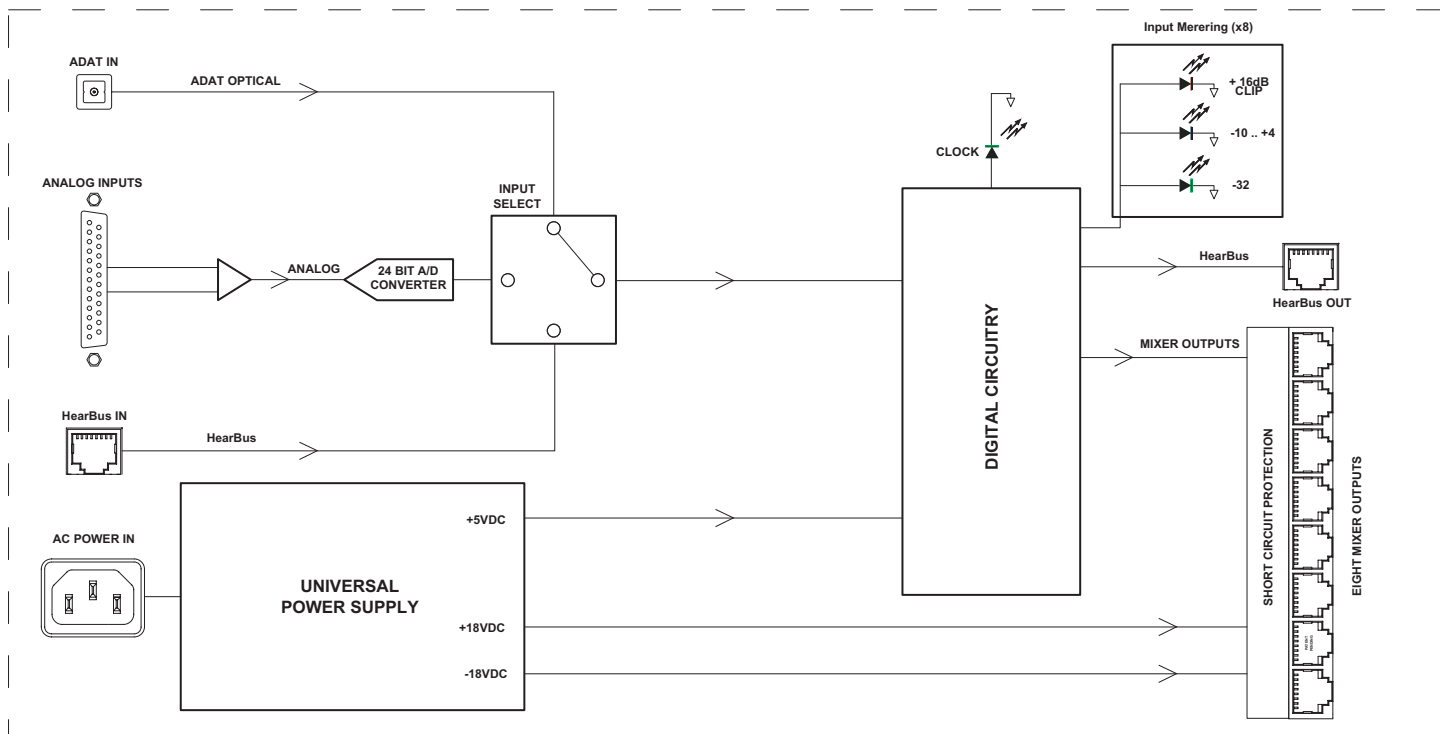 Input Merering (x8)
ADAT IN
ADAT OPTICAL
+ 16dB
CLIP
-10 .. +4
-32
CLOCK
ANALOG INPUTS
INPUT
SELECT
ANALOG
24 BIT A/D
CONVERTER
HearBus
HearBus OUT
MIXER OUTPUTS
DIGITAL CIRCUITRY
HearBus IN
HearBus
SHORT CIRCUIT PROTECTION
EIGHT MIXER OUTPUTS
AC POWER IN
UNIVERSAL
POWER SUPPLY
+5VDC
+18VDC
-18VDC
PATENT
PENDING